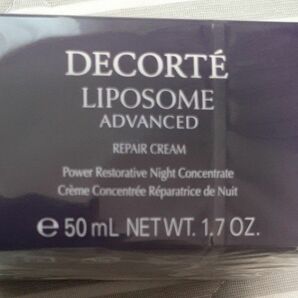 DECORTÉ
LIPOSOME
ADVANCED
REPAIR CREAM
Power Restorative Night Concentrate
Crème Concentrée Réparatrice de Nuit
℮ 50 mL NET WT. 1.7 OZ.